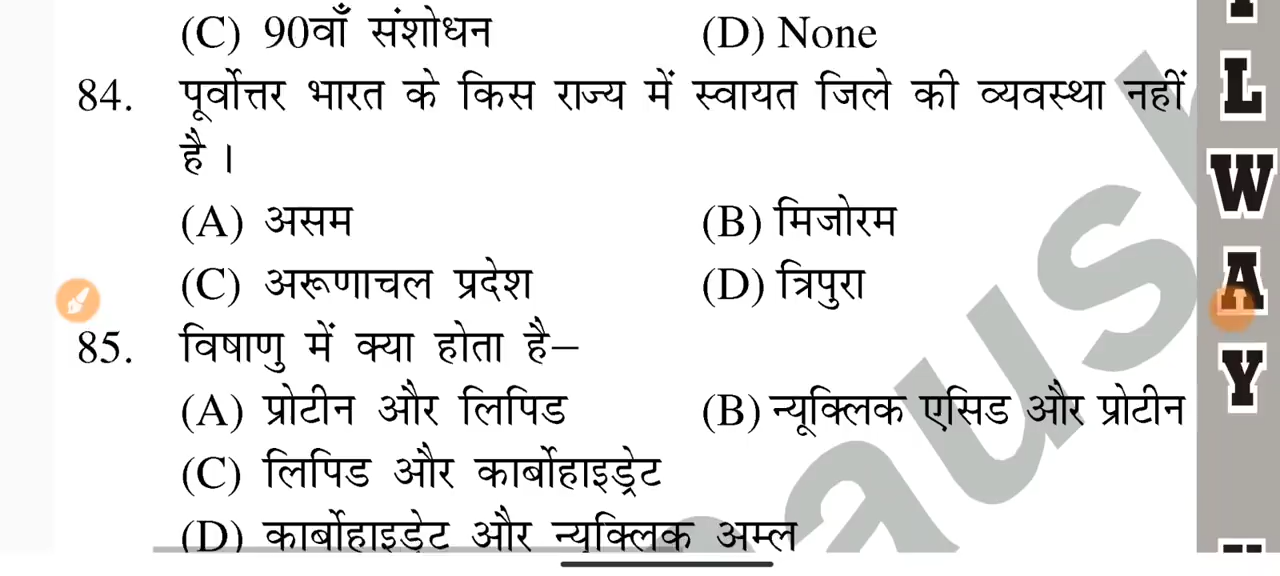 (C) 90वाँ संशोधन (D) None
84. पूर्वोत्तर भारत के किस राज्य में स्वायत जिले की व्यवस्था नहीं
है ।
(A) असम (B) मिजोरम
(C) अरूणाचल प्रदेश (D) त्रिपुरा
85. विषाणु में क्या होता है–
(A) प्रोटीन और लिपिड (B) न्यूक्लिक एसिड और प्रोटीन
(C) लिपिड और कार्बोहाइड्रेट
(D) कार्बोहाइड्रेट और न्यूक्लिक अम्ल
L
W
A
Y